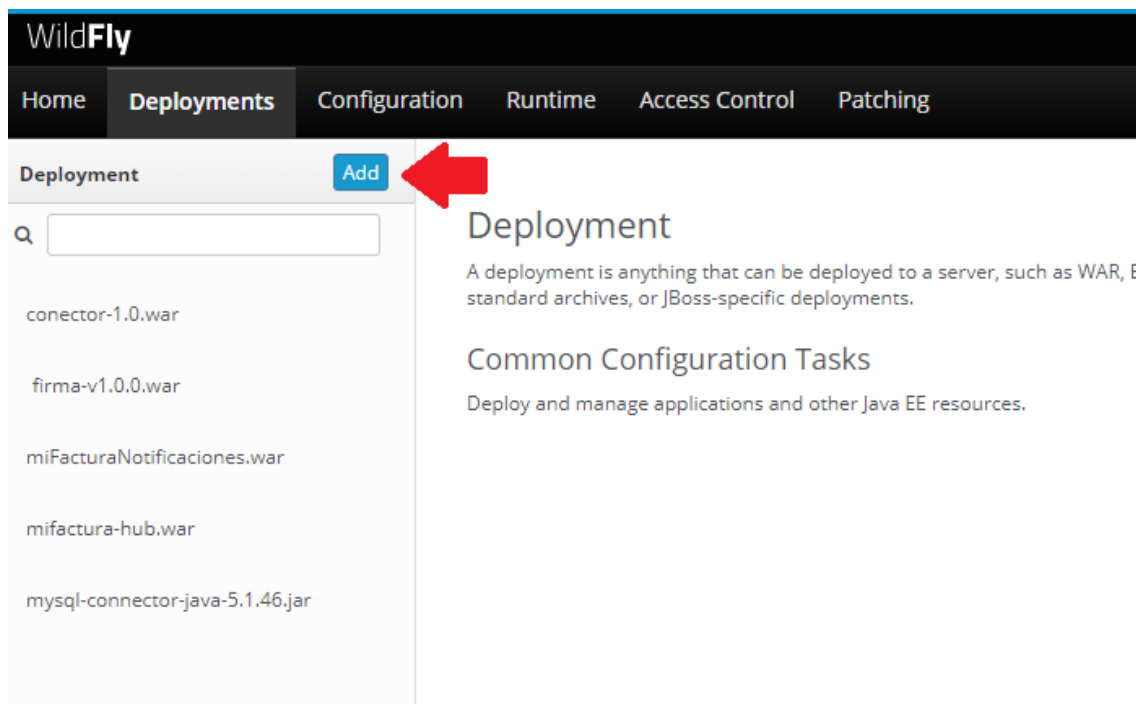 WildFly
Home Deployments Configuration Runtime Access Control Patching
Deployment Add
Deployment
A deployment is anything that can be deployed to a server, such as WAR,
standard archives, or JBoss-specific deployments.
conector-1.0.war
firma-v1.0.0.war
Common Configuration Tasks
Deploy and manage applications and other Java EE resources.
miFacturaNotificaciones.war
mifactura-hub.war
mysql-connector-java-5.1.46.jar